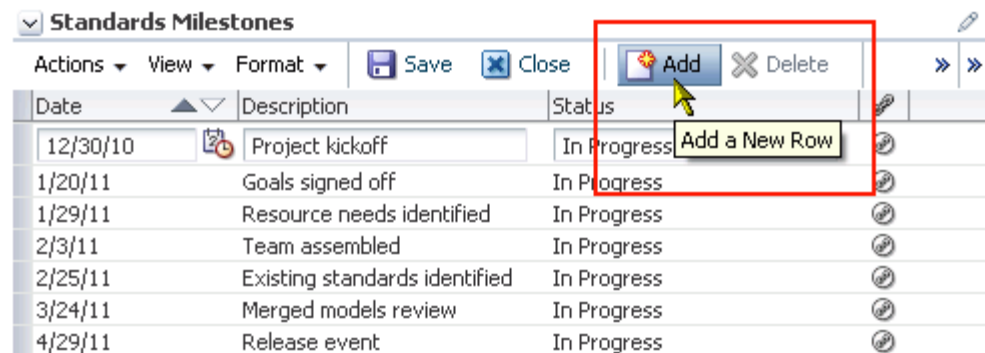 Standards Milestones
Actions View Format Save Close Add Delete » »
Date Description Status
12/30/10 Project kickoff In Progress Add a New Row
1/20/11 Goals signed off In Progress
1/29/11 Resource needs identified In Progress
2/3/11 Team assembled In Progress
2/25/11 Existing standards identified In Progress
3/24/11 Merged models review In Progress
4/29/11 Release event In Progress